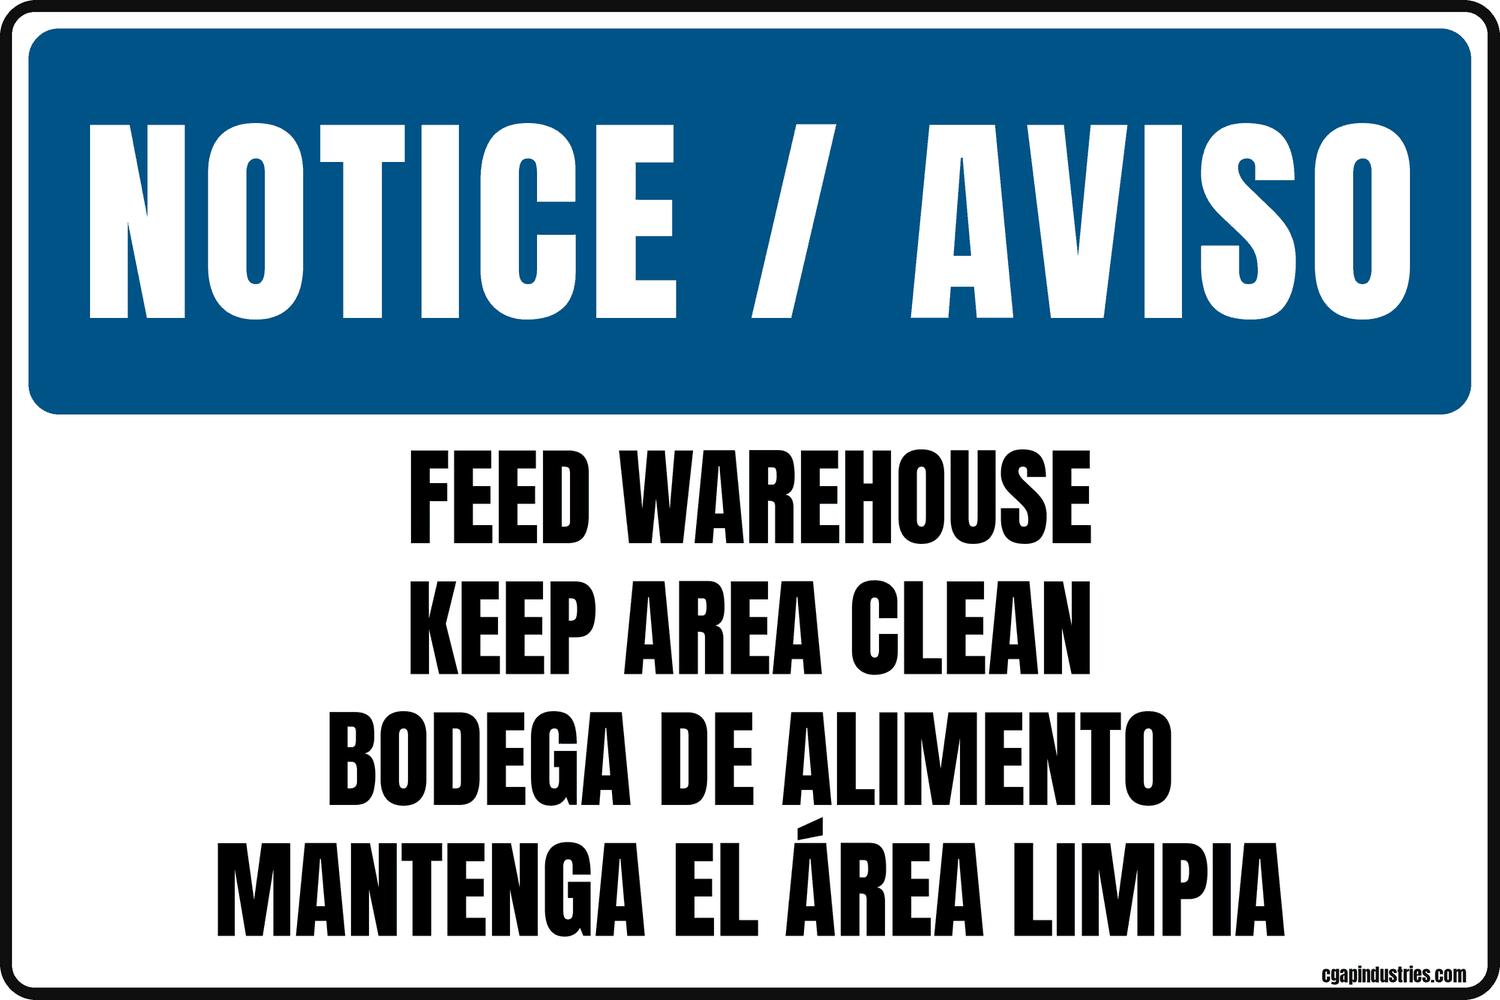 NOTICE / AVISO
FEED WAREHOUSE
KEEP AREA CLEAN
BODEGA DE ALIMENTO
MANTENGA EL ÁREA LIMPIA
cgapindustries.com